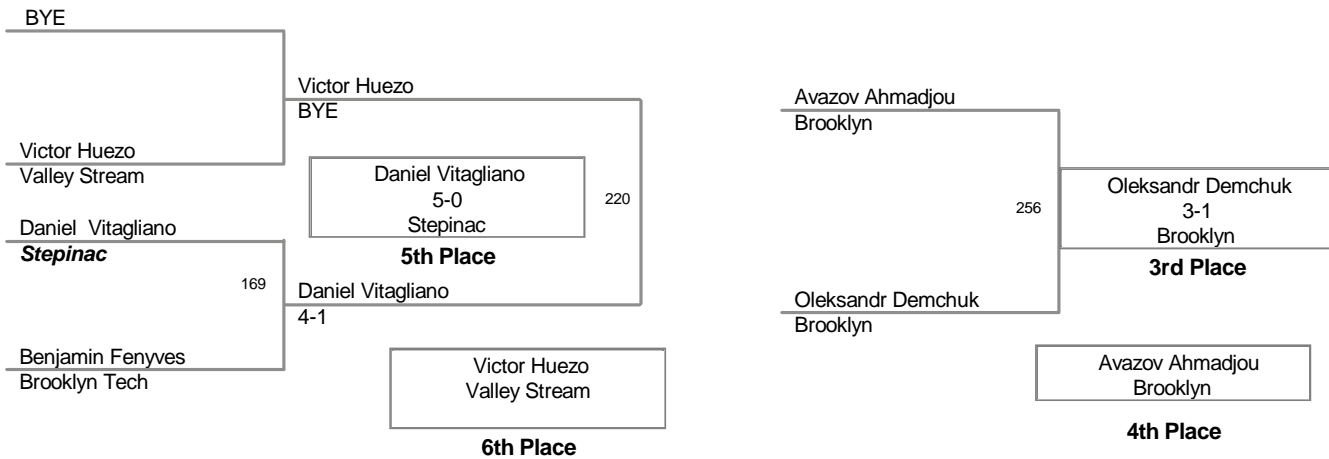 BYE
Victor Huezo
BYE
Victor Huezo
Valley Stream
Daniel Vitagliano
5-0
Stepinac
5th Place
220
Daniel Vitagliano
Stepinac
169
Daniel Vitagliano
4-1
Benjamin Fenyves
Brooklyn Tech
Victor Huezo
Valley Stream
6th Place
Avazov Ahmadjou
Brooklyn
256
Oleksandr Demchuk
3-1
Brooklyn
3rd Place
Oleksandr Demchuk
Brooklyn
Avazov Ahmadjou
Brooklyn
4th Place